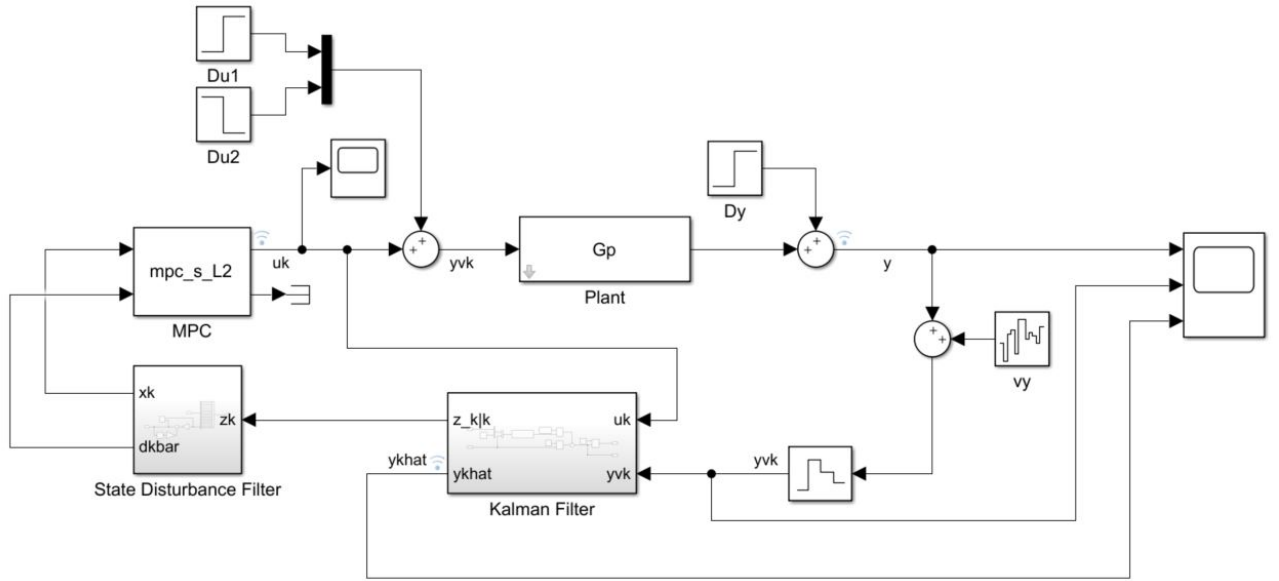 Du1
Du2
Dy
mpc_s_L2
MPC
uk
yvk
Gp
Plant
y
vy
xk
dkbar
zk
State Disturbance Filter
z_k|k
ykhat
uk
yvk
Kalman Filter
ykhat
yvk